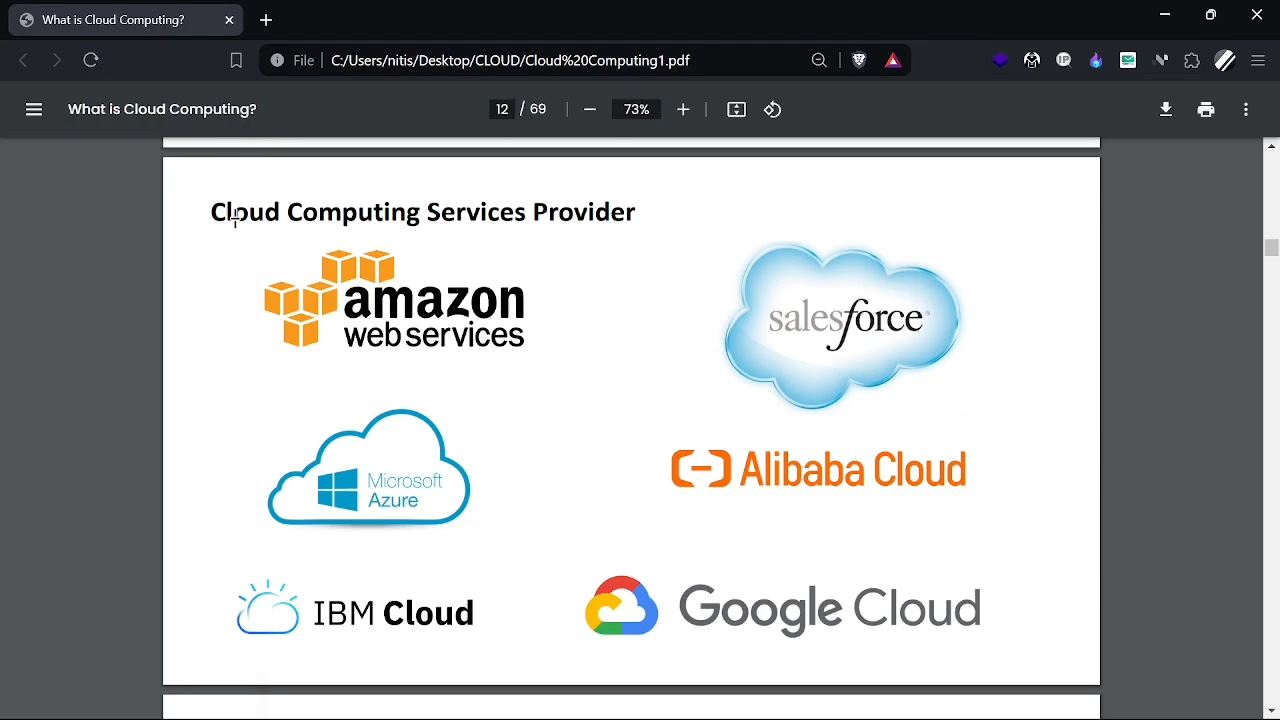 What is Cloud Computing?
File
C:/Users/nitis/Desktop/CLOUD/Cloud%20Computing1.pdf
What is Cloud Computing?
12 / 69
73%
Cloud Computing Services Provider
amazon
web services
salesforce
Microsoft
Azure
Alibaba Cloud
IBM Cloud
Google Cloud